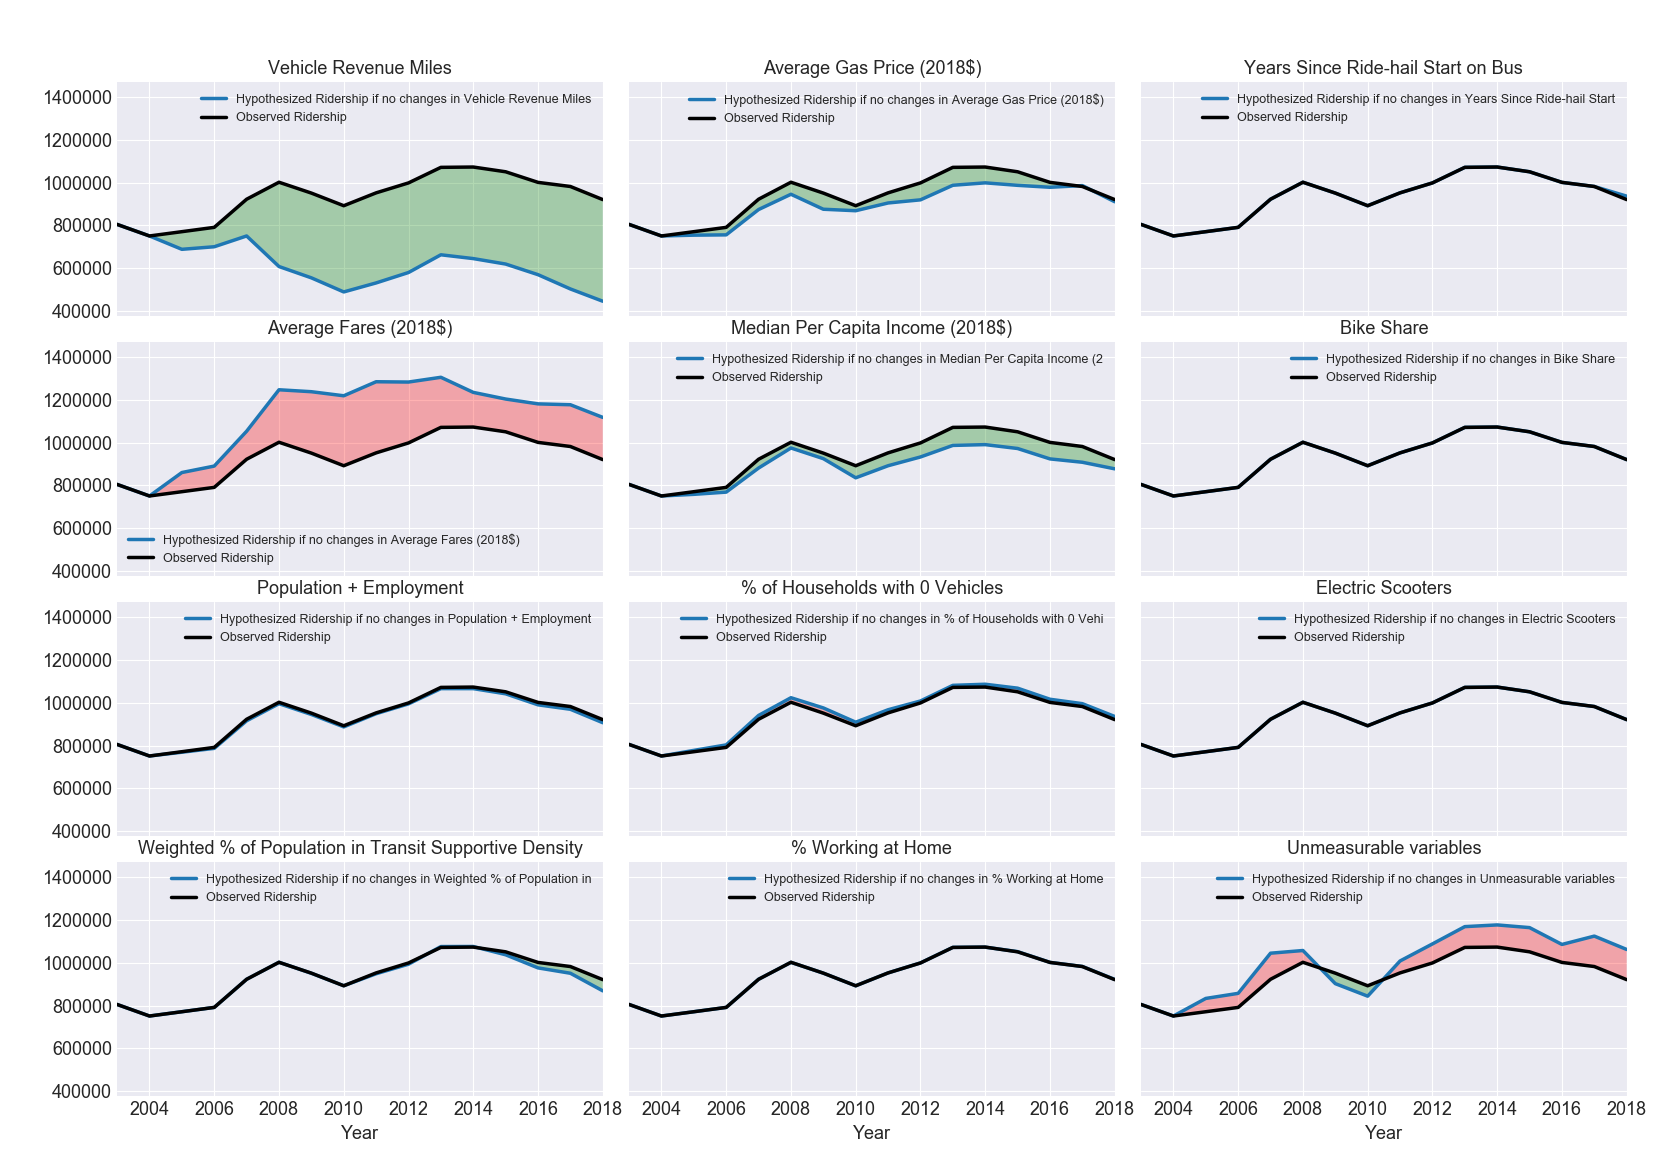 Vehicle Revenue Miles
Hypothesized Ridership if no changes in Vehicle Revenue Miles
Observed Ridership
1400000
1200000
1000000
800000
600000
400000
Average Gas Price (2018$)
Hypothesized Ridership if no changes in Average Gas Price (2018$)
Observed Ridership
Years Since Ride-hail Start on Bus
Hypothesized Ridership if no changes in Years Since Ride-hail Start
Observed Ridership
Average Fares (2018$)
1400000
1200000
1000000
800000
600000
400000
Hypothesized Ridership if no changes in Average Fares (2018$)
Observed Ridership
Median Per Capita Income (2018$)
Hypothesized Ridership if no changes in Median Per Capita Income (2
Observed Ridership
Bike Share
Hypothesized Ridership if no changes in Bike Share
Observed Ridership
Population + Employment
Hypothesized Ridership if no changes in Population + Employment
Observed Ridership
1400000
1200000
1000000
800000
600000
400000
% of Households with 0 Vehicles
Hypothesized Ridership if no changes in % of Households with 0 Vehi
Observed Ridership
Electric Scooters
Hypothesized Ridership if no changes in Electric Scooters
Observed Ridership
Weighted % of Population in Transit Supportive Density
Hypothesized Ridership if no changes in Weighted % of Population in
Observed Ridership
1400000
1200000
1000000
800000
600000
400000
2004 2006 2008 2010 2012 2014 2016 2018
Year
% Working at Home
Hypothesized Ridership if no changes in % Working at Home
Observed Ridership
2004 2006 2008 2010 2012 2014 2016 2018
Year
Unmeasurable variables
Hypothesized Ridership if no changes in Unmeasurable variables
Observed Ridership
2004 2006 2008 2010 2012 2014 2016 2018
Year